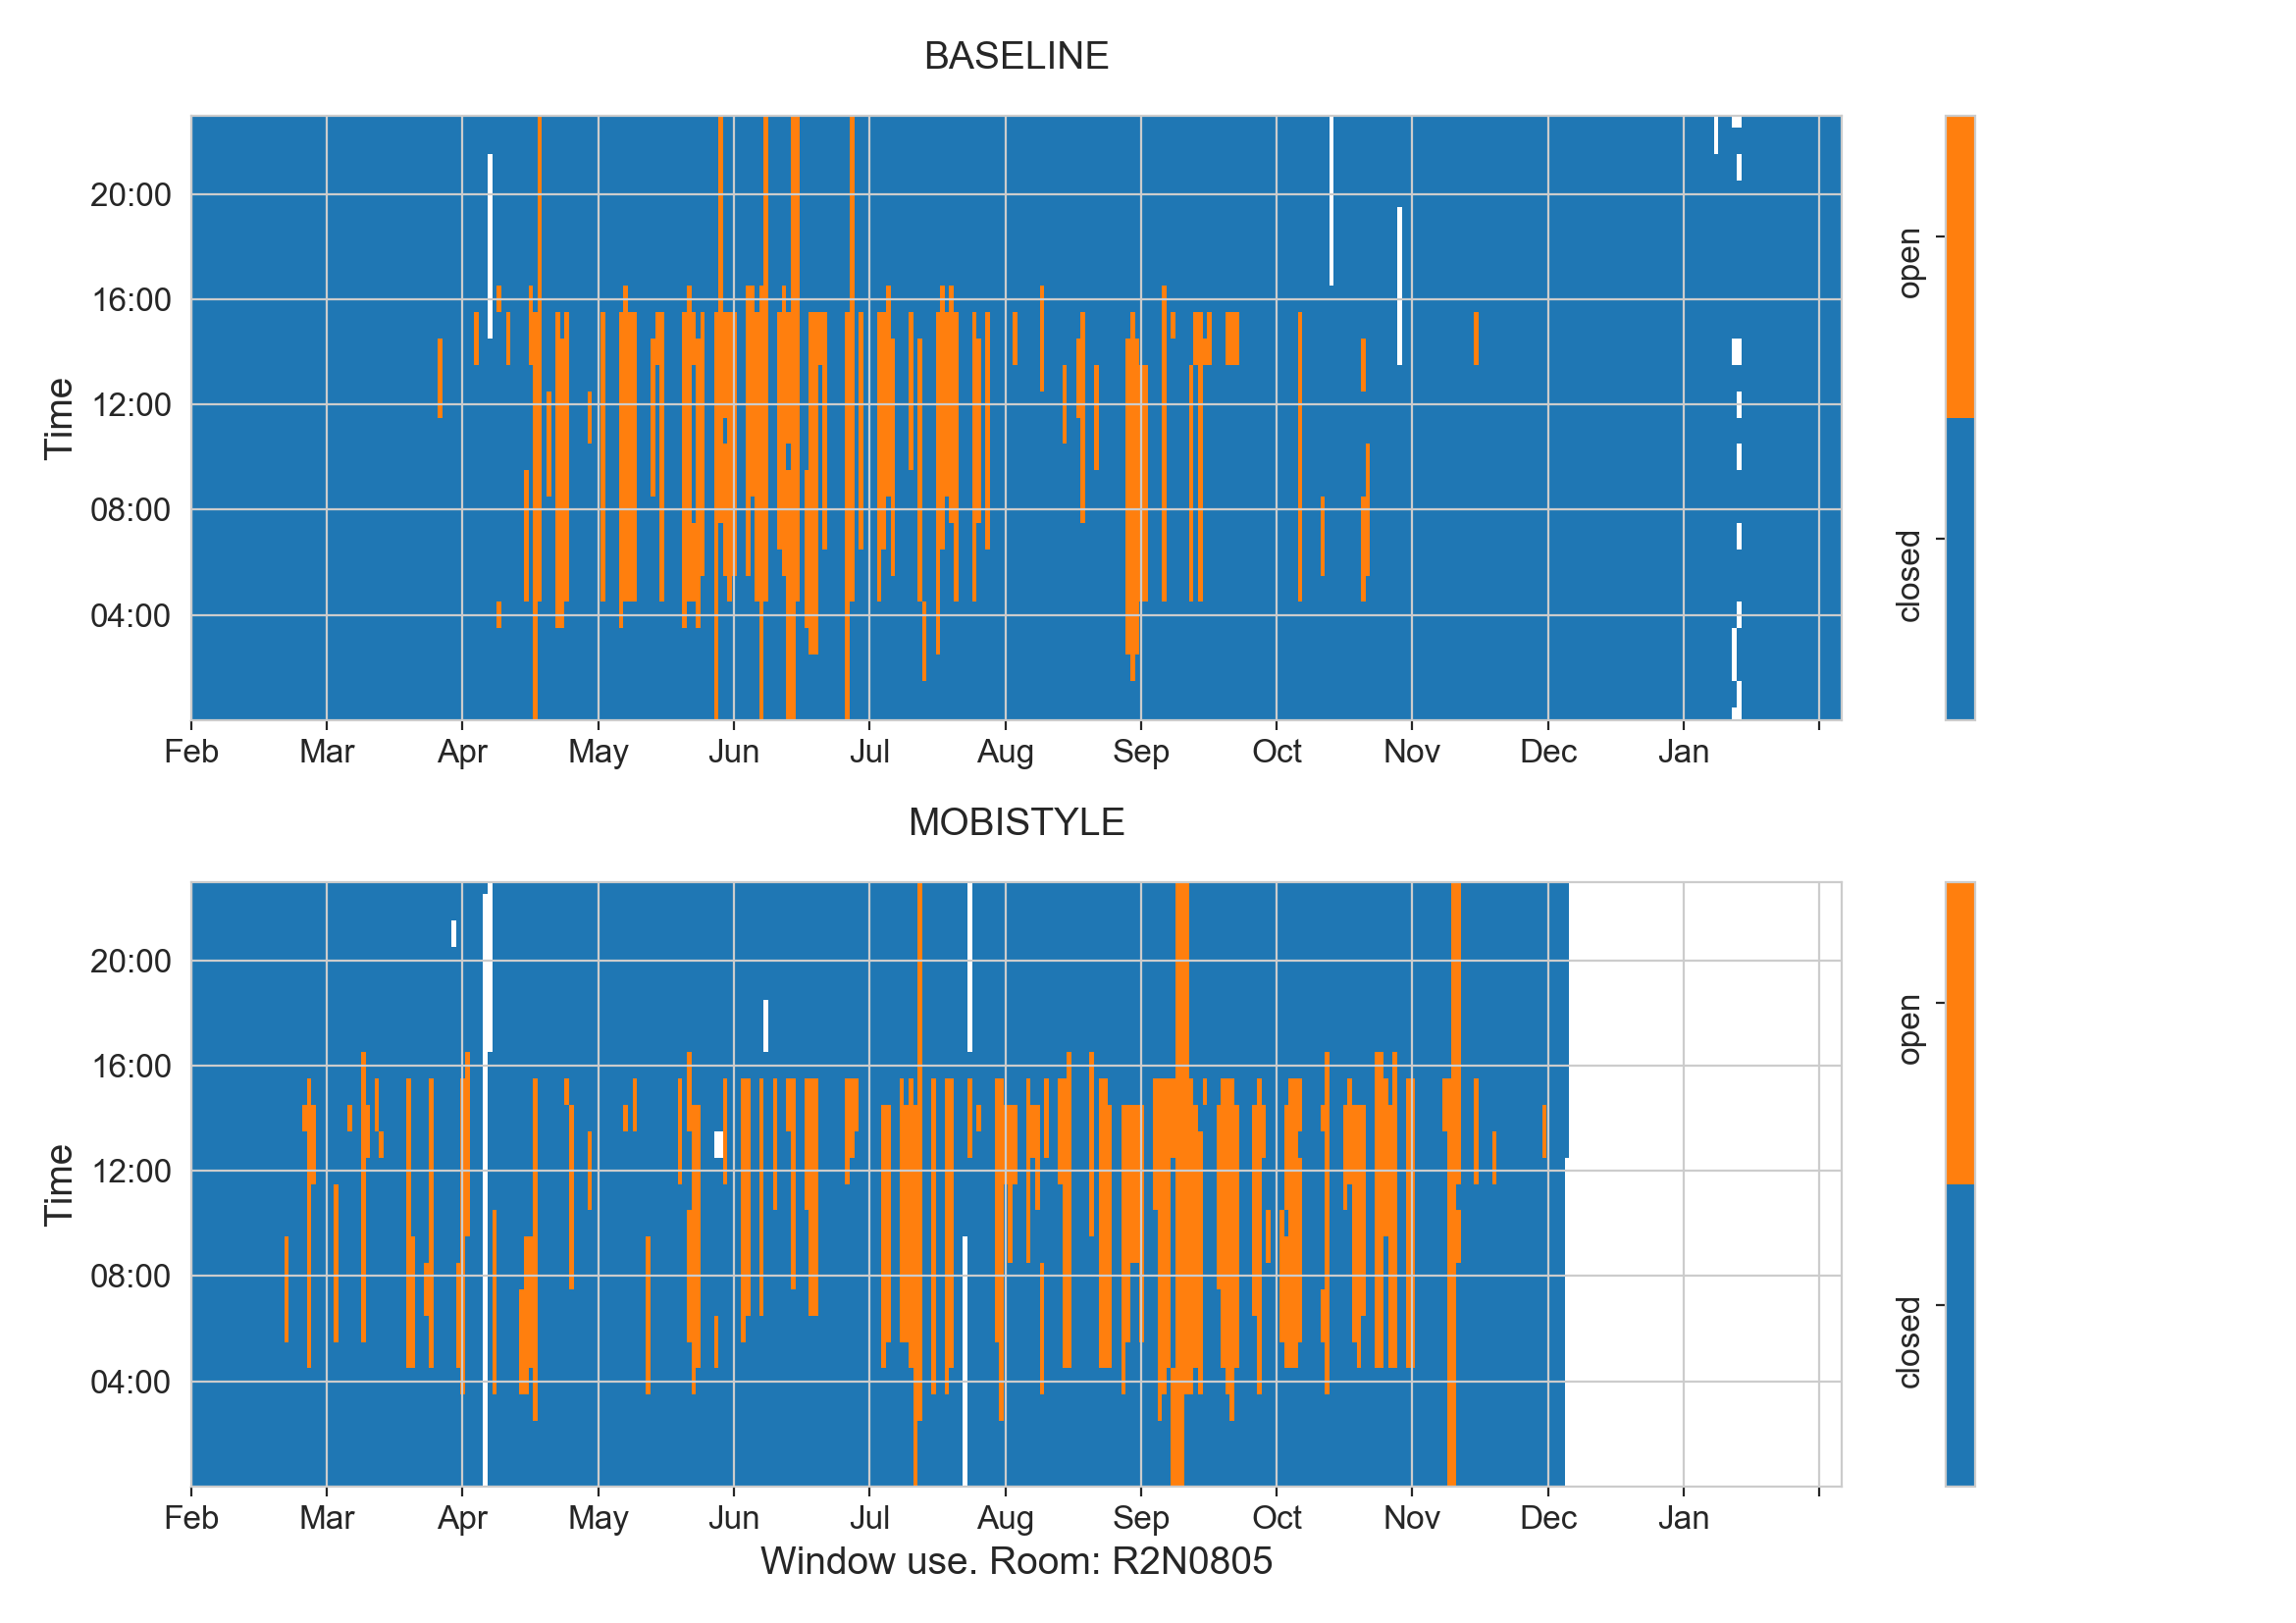 BASELINE
20:00
16:00
12:00
08:00
04:00
Time
Feb Mar Apr May Jun Jul Aug Sep Oct Nov Dec Jan
open
closed
MOBISTYLE
20:00
16:00
12:00
08:00
04:00
Time
Feb Mar Apr May Jun Jul Aug Sep Oct Nov Dec Jan
Window use. Room: R2N0805
open
closed